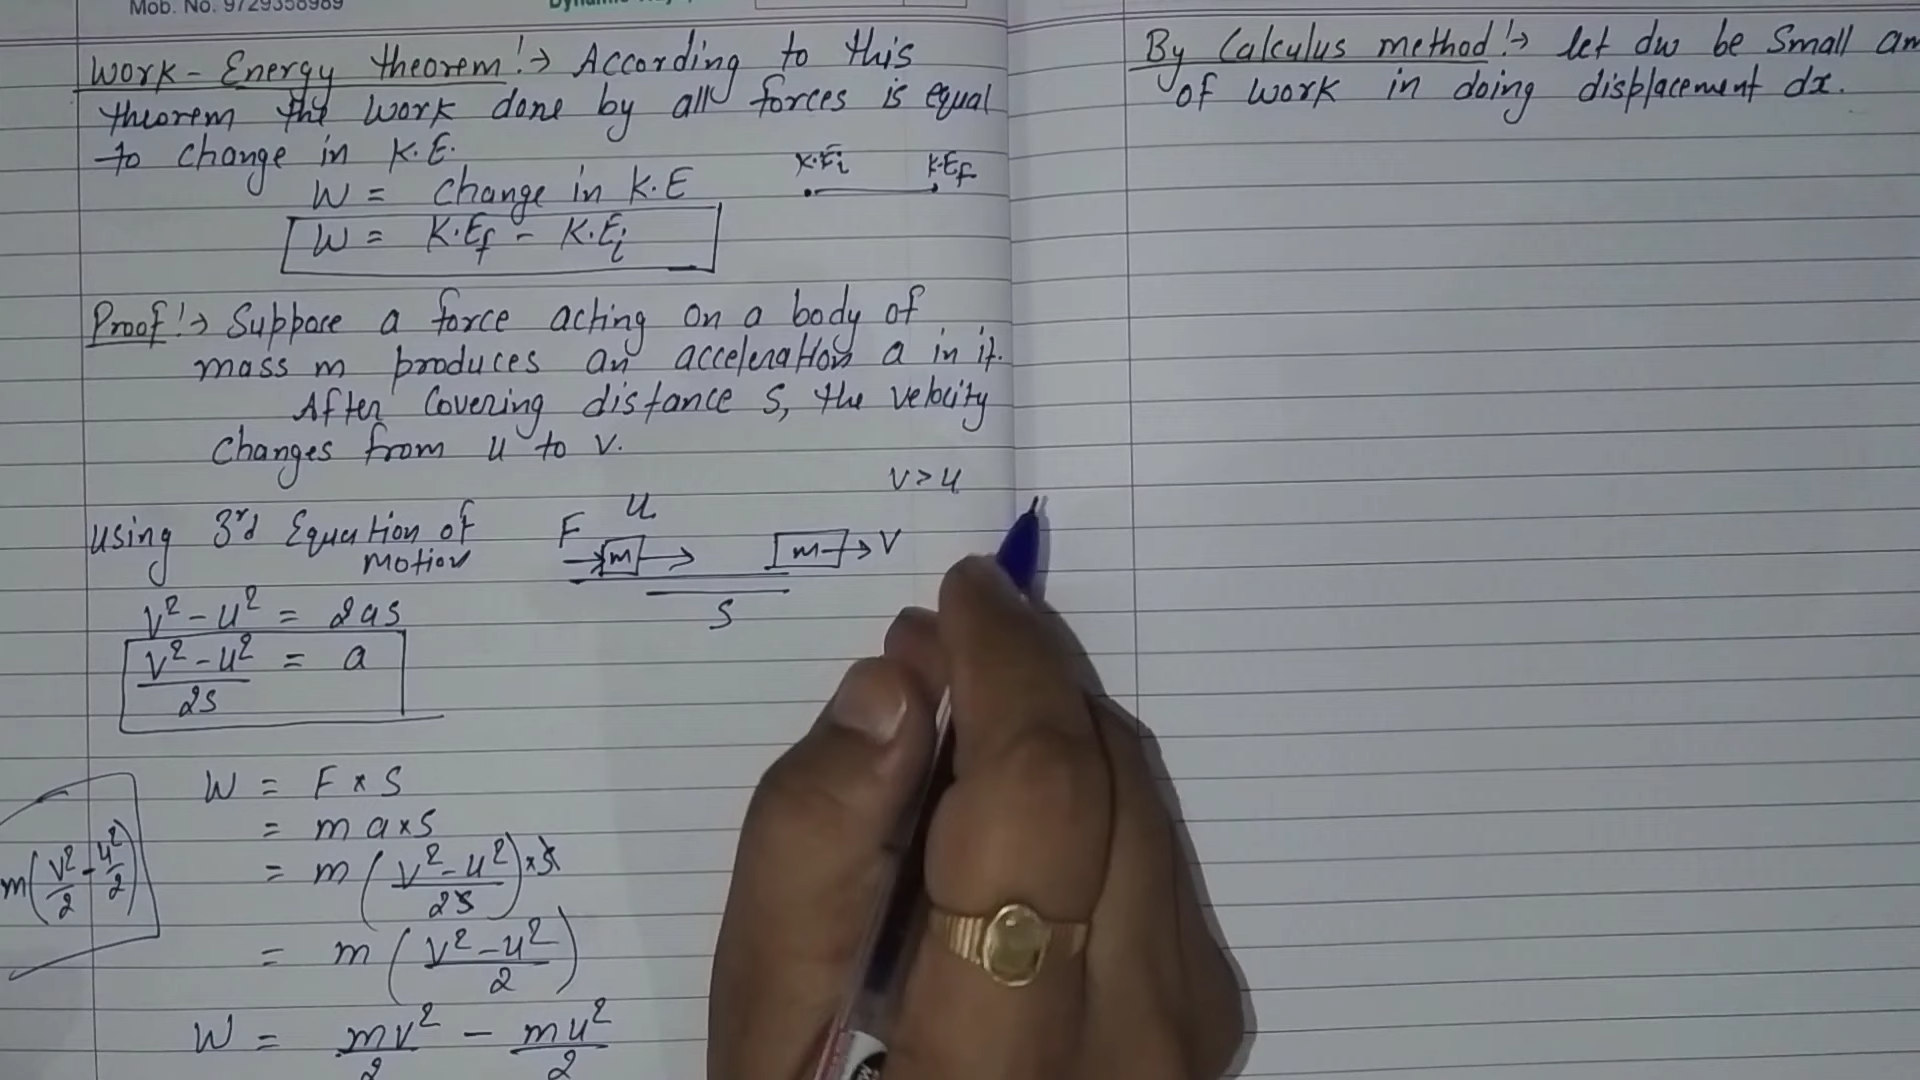 Mob. No. 9729358989
Work - Energy theorem :→ According to this
theorem the work done by all forces is equal
to change in K.E.
W = change in K.E
K.Ei K.Ef
W = K.Ef - K.Ei
Proof :→ Suppose a force acting on a body of
mass m produces an acceleration a in it.
After Covering distance S, the velocity
changes from u to v.
v > u
using 3rd Equation of
motion
F u
m m → v
S
v² - u² = 2as
v² - u² / 2s = a
W = F × S
= m a × s
= m (v² - u² / 2s) × s
m (v²/2 - u²/2)
= m (v² - u² / 2)
W = mv²/2 - mu²/2
By Calculus method :→ let dw be Small
of work in doing displacement dx.